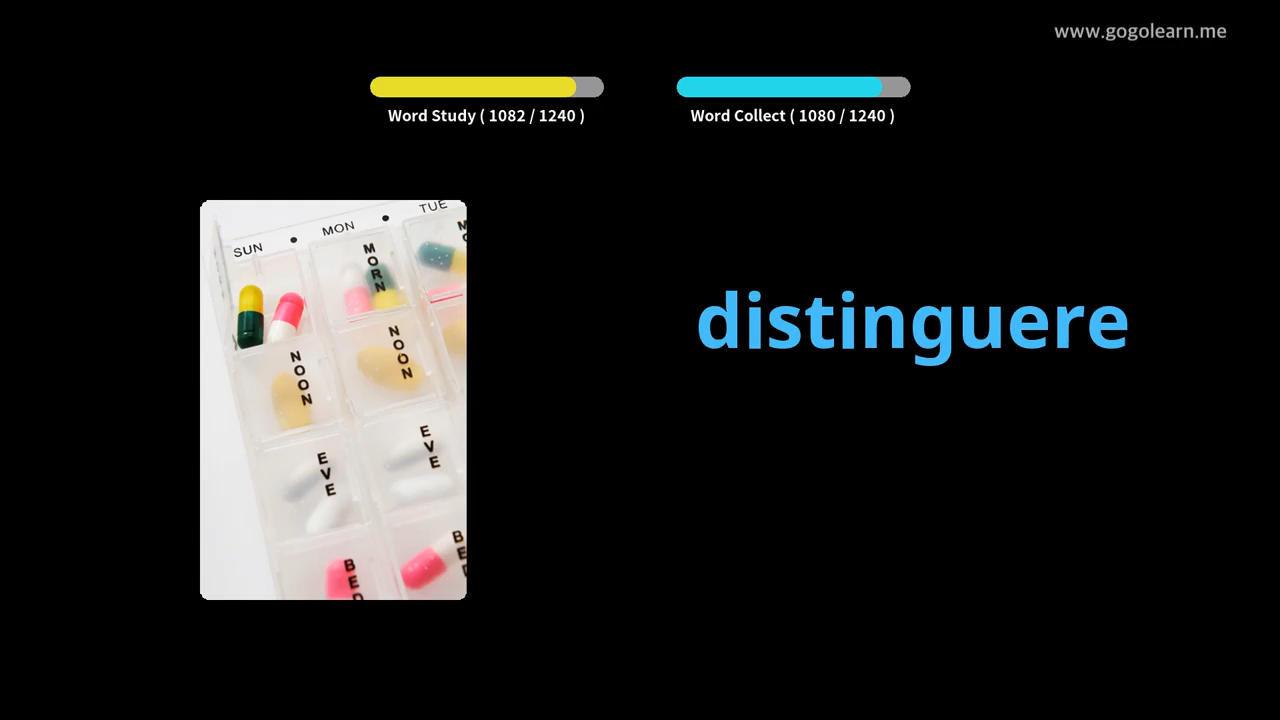 www.gogolearn.me
Word Study ( 1082 / 1240 )
Word Collect ( 1080 / 1240 )
SUN • MON • TUE
MORN
NOON
NOON
EVE
EVE
BED
distinguere